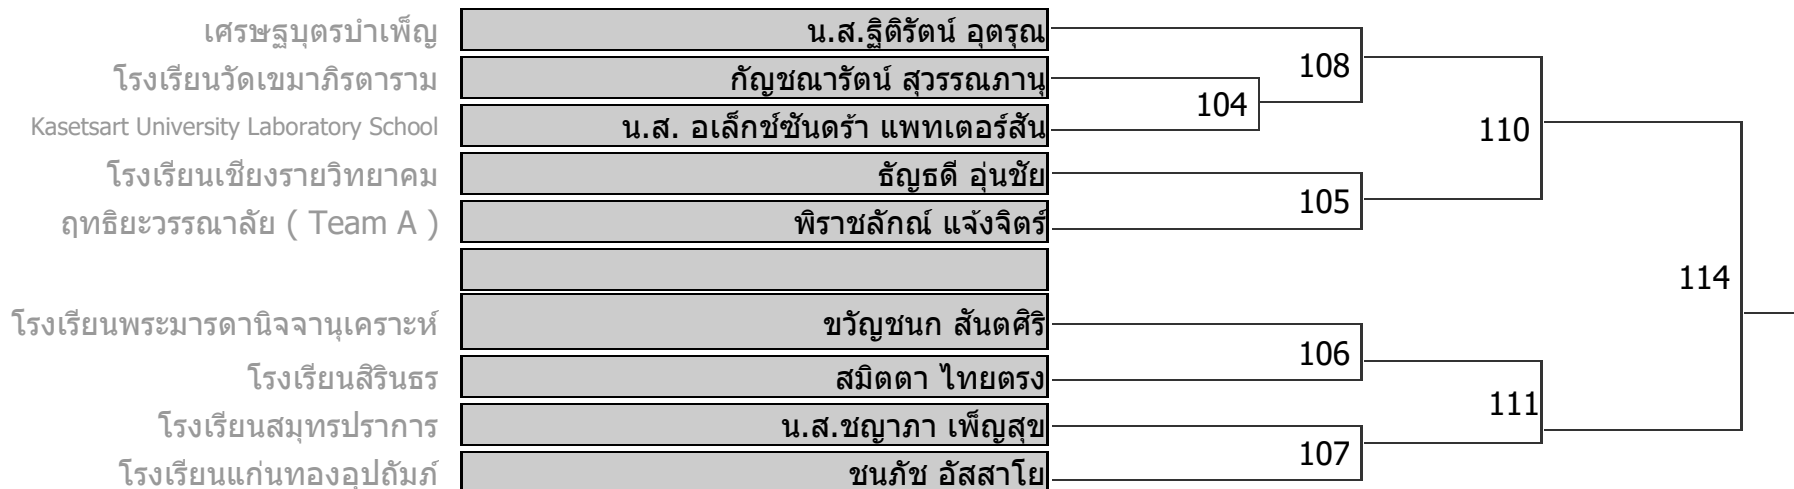 เศรษฐบุตรบำเพ็ญ น.ส.ฐิติรัตน์ อุตรุณ
108
โรงเรียนวัดเขมาภิรตาราม กัญชณารัตน์ สุวรรณภานุ
104
Kasetsart University Laboratory School น.ส. อเล็กช์ซันดร้า แพทเตอร์สัน
110
โรงเรียนเชียงรายวิทยาคม ธัญธดี อุ่นชัย
105
ฤทธิยะวรรณาลัย ( Team A ) พิราชลักณ์ แจ้งจิตร์
114
โรงเรียนพระมารดานิจจานุเคราะห์ ขวัญชนก สันตศิริ
106
โรงเรียนสิรินธร สมิตตา ไทยตรง
111
โรงเรียนสมุทรปราการ น.ส.ชญาภา เพ็ญสุข
107
โรงเรียนแก่นทองอุปถัมภ์ ชนภัช อัสสาโย